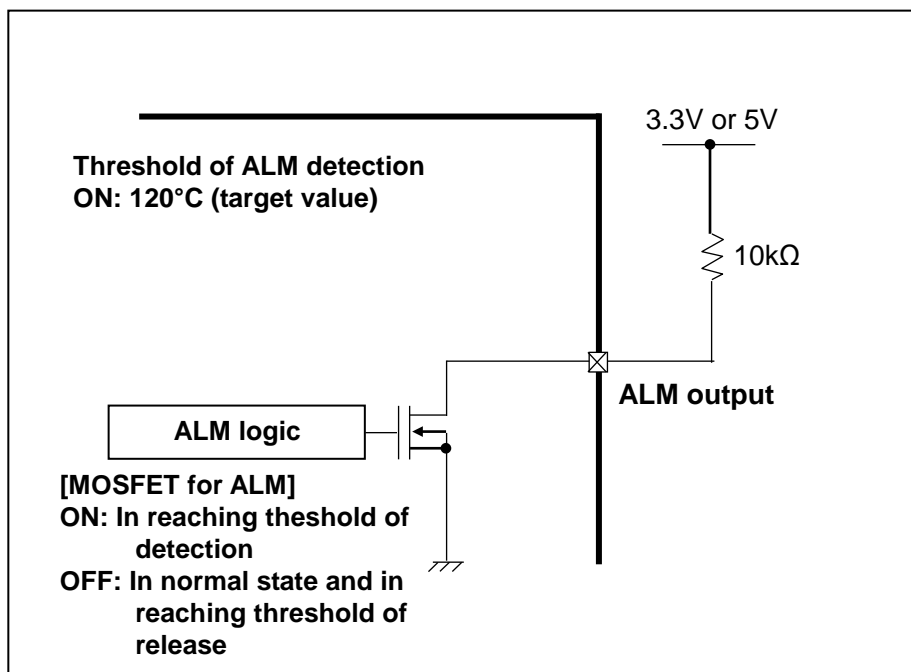 3.3V or 5V
Threshold of ALM detection
ON: 120°C (target value)
10kΩ
ALM output
ALM logic
[MOSFET for ALM]
ON: In reaching theshold of
detection
OFF: In normal state and in
reaching threshold of
release